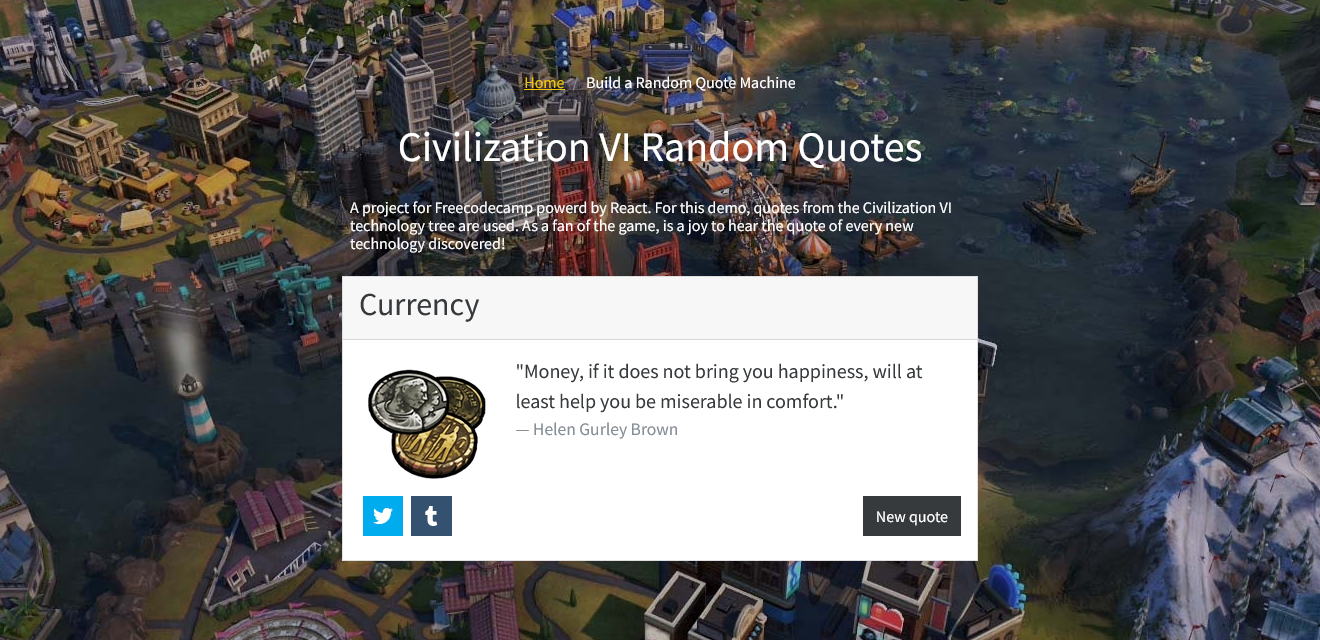 Home / Build a Random Quote Machine
Civilization VI Random Quotes
A project for Freecodecamp powerd by React. For this demo, quotes from the Civilization VI
technology tree are used. As a fan of the game, is a joy to hear the quote of every new
technology discovered!
Currency
"Money, if it does not bring you happiness, will at
least help you be miserable in comfort."
— Helen Gurley Brown
New quote